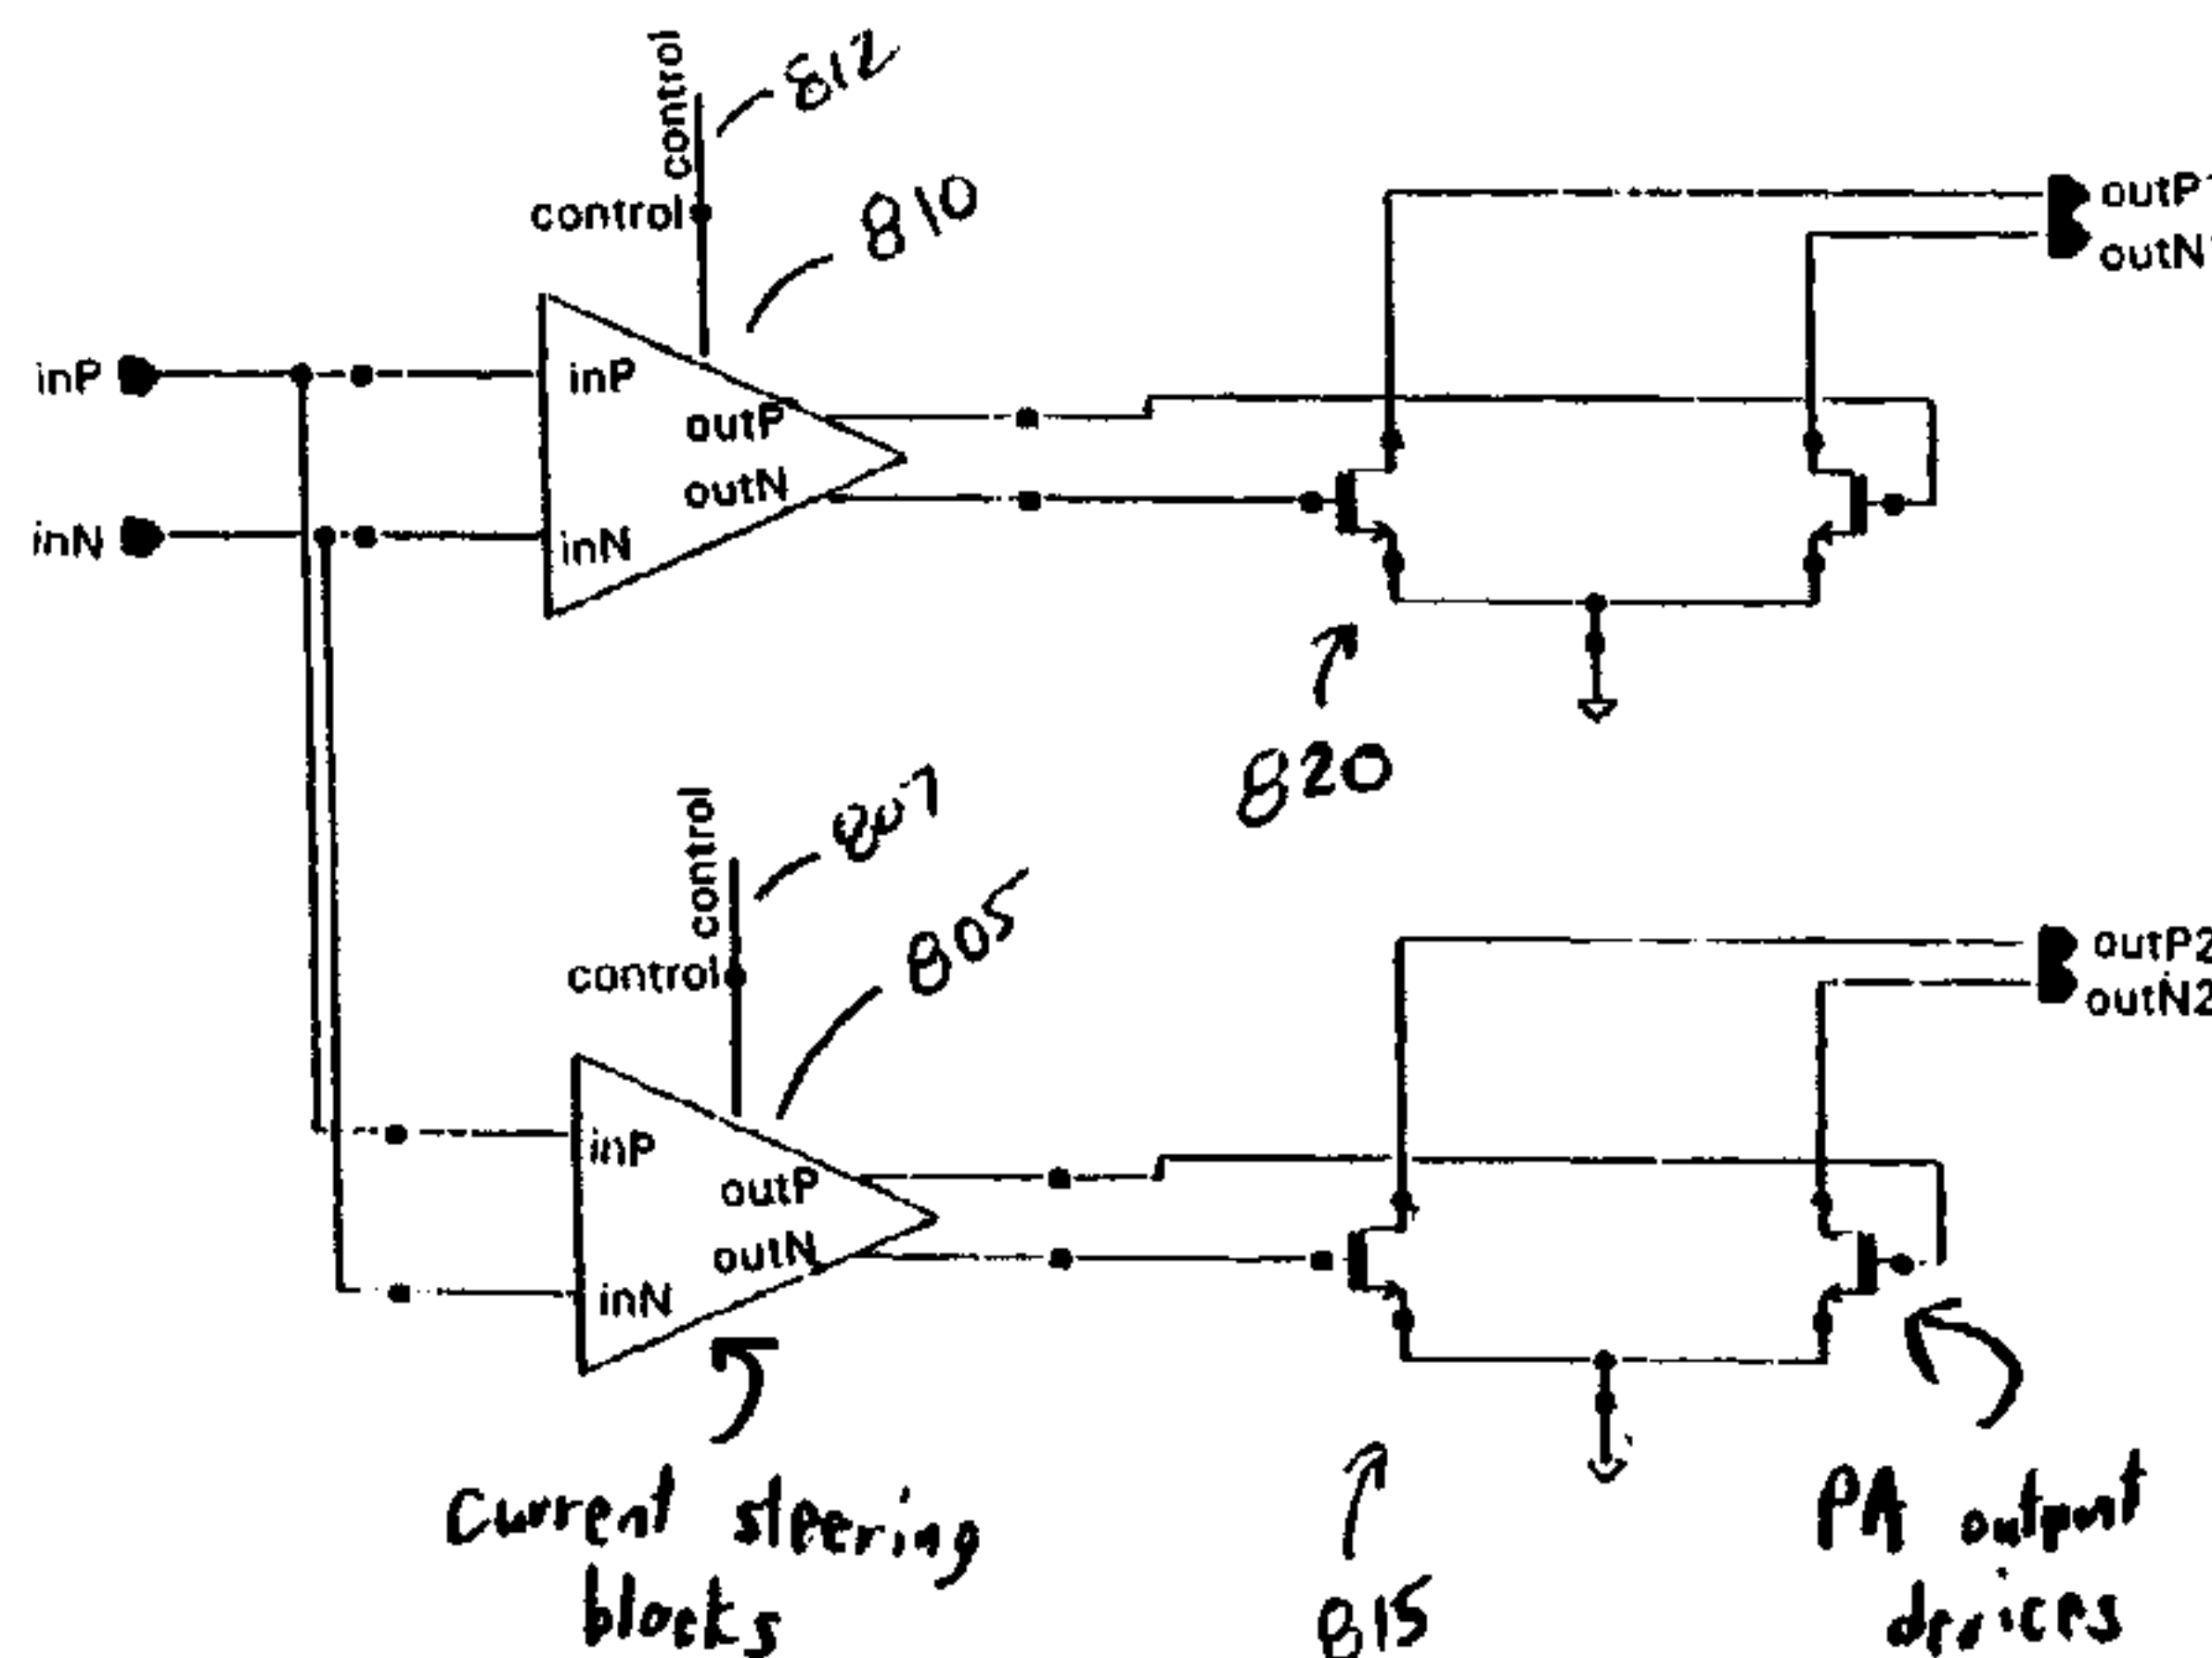 control
812
control
810
outP1
outN1
inP
inP
outP
outN
inN
inN
820
control
807
control
805
outP2
outN2
inP
outP
outN
inN
Current steering
blocks
815
PA output
devices